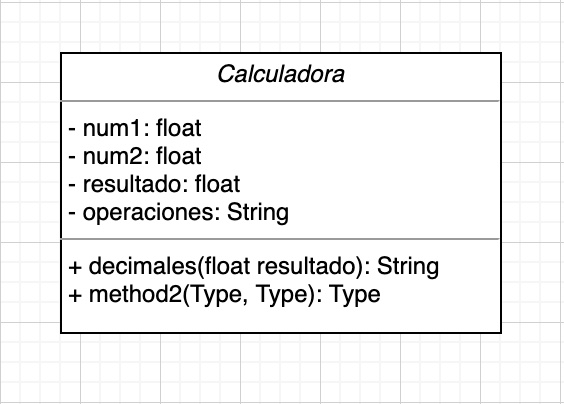 Calculadora
- num1: float
- num2: float
- resultado: float
- operaciones: String
+ decimales(float resultado): String
+ method2(Type, Type): Type